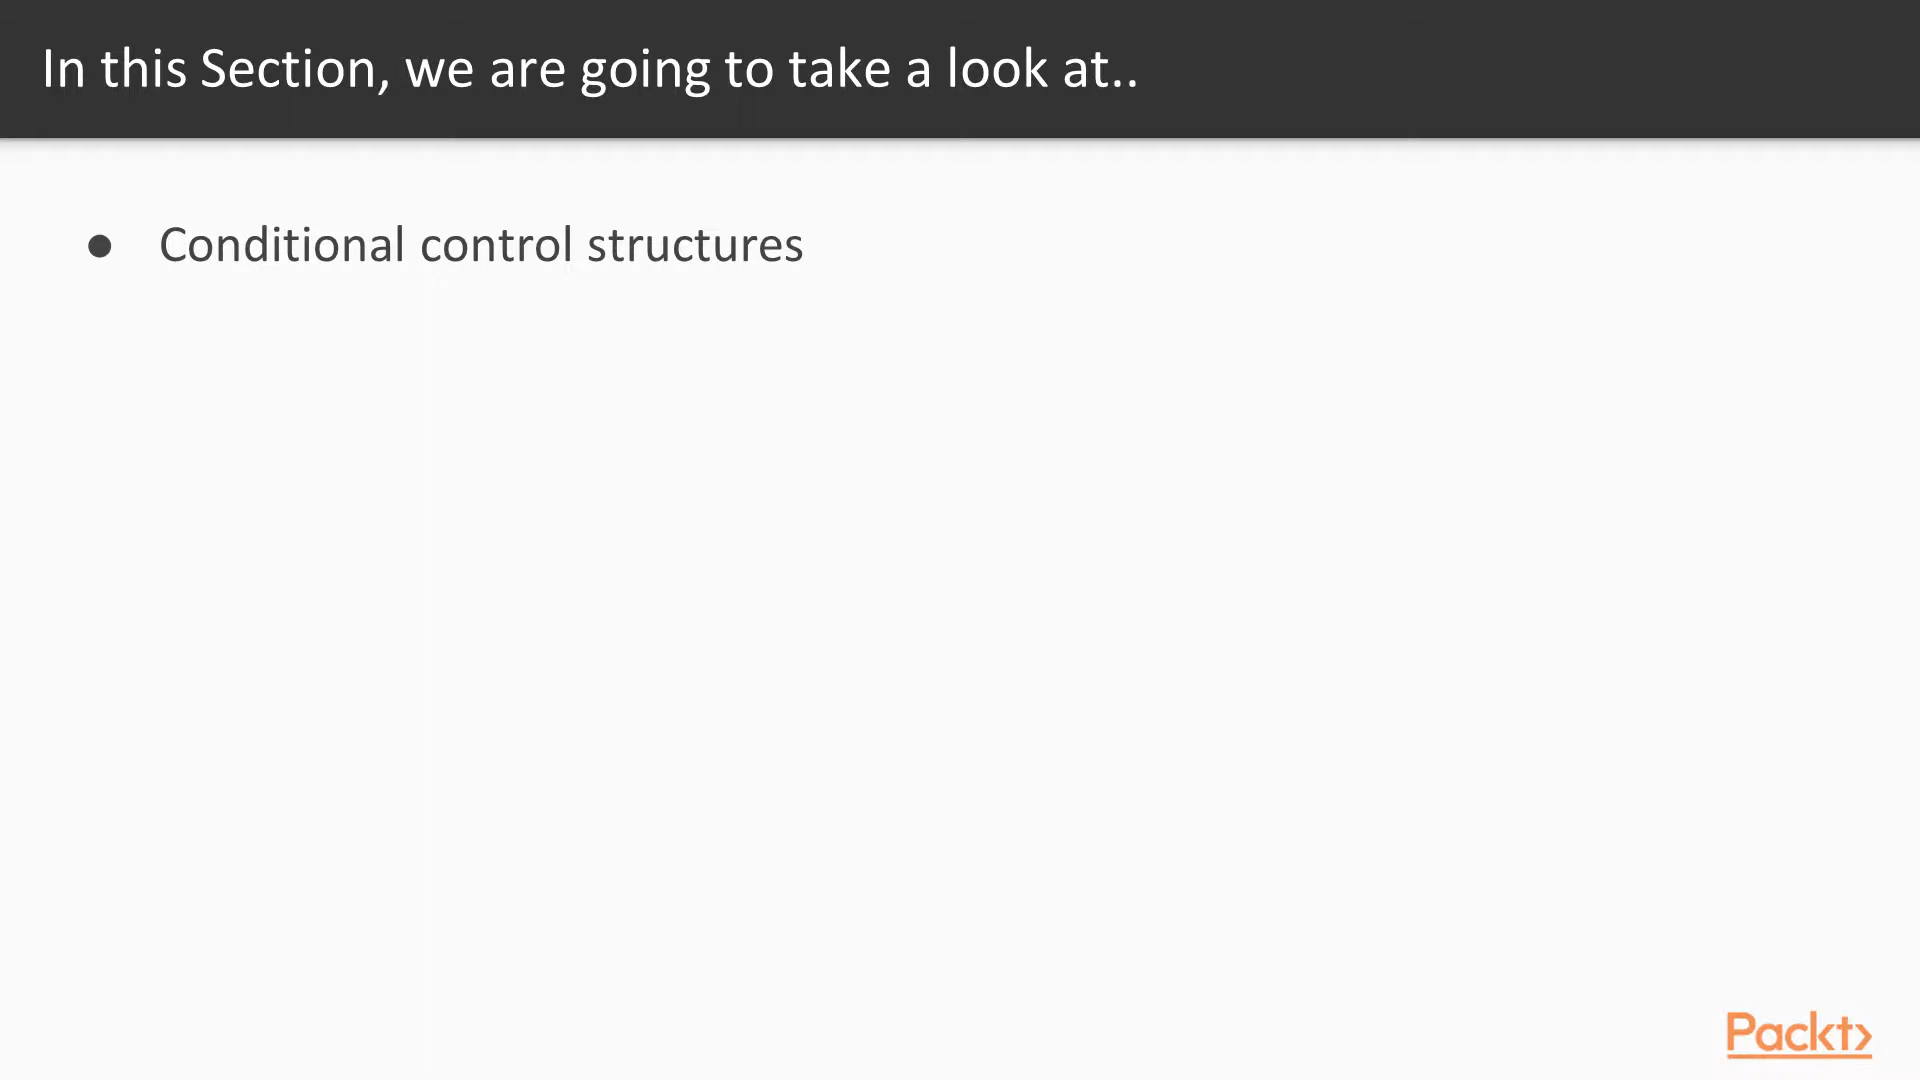 In this Section, we are going to take a look at..
● Conditional control structures
Packt>